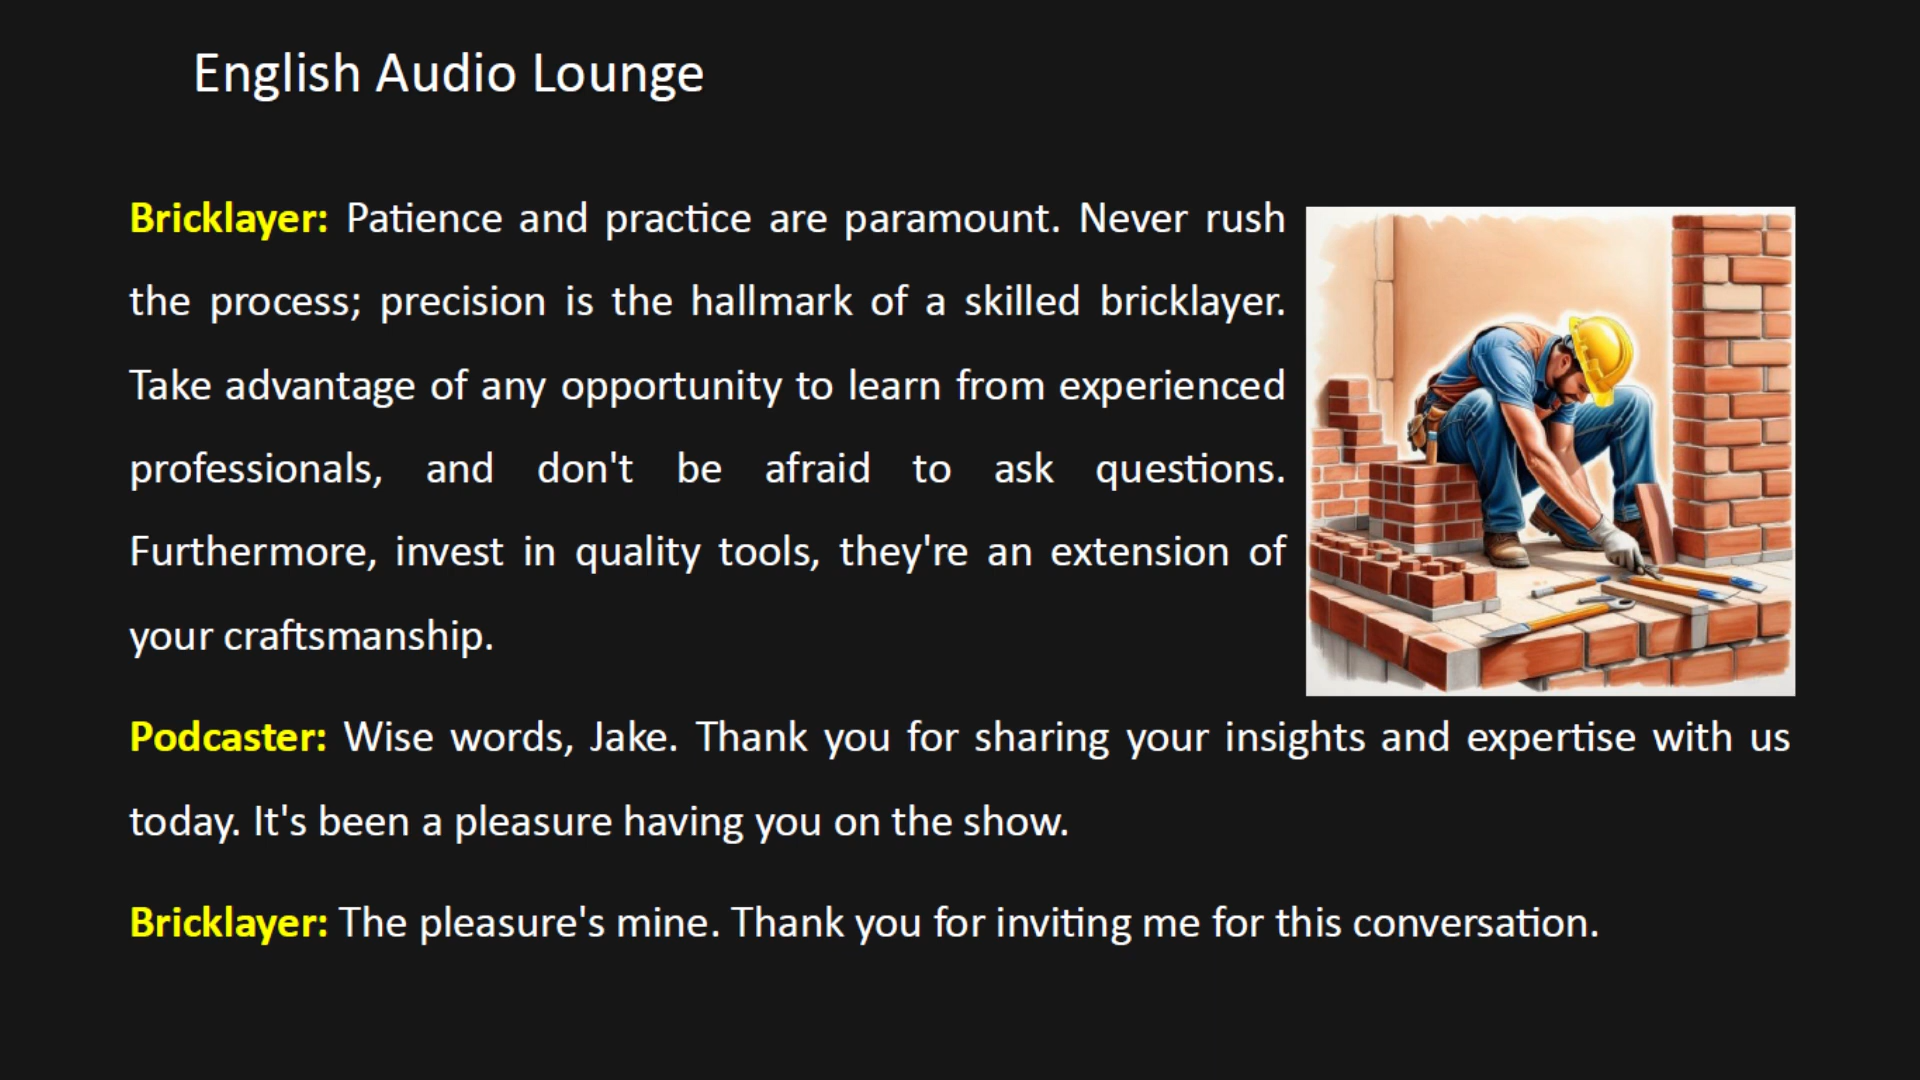 English Audio Lounge
Bricklayer: Patience and practice are paramount. Never rush
the process; precision is the hallmark of a skilled bricklayer.
Take advantage of any opportunity to learn from experienced
professionals, and don't be afraid to ask questions.
Furthermore, invest in quality tools, they're an extension of
your craftsmanship.
Podcaster: Wise words, Jake. Thank you for sharing your insights and expertise with us
today. It's been a pleasure having you on the show.
Bricklayer: The pleasure's mine. Thank you for inviting me for this conversation.